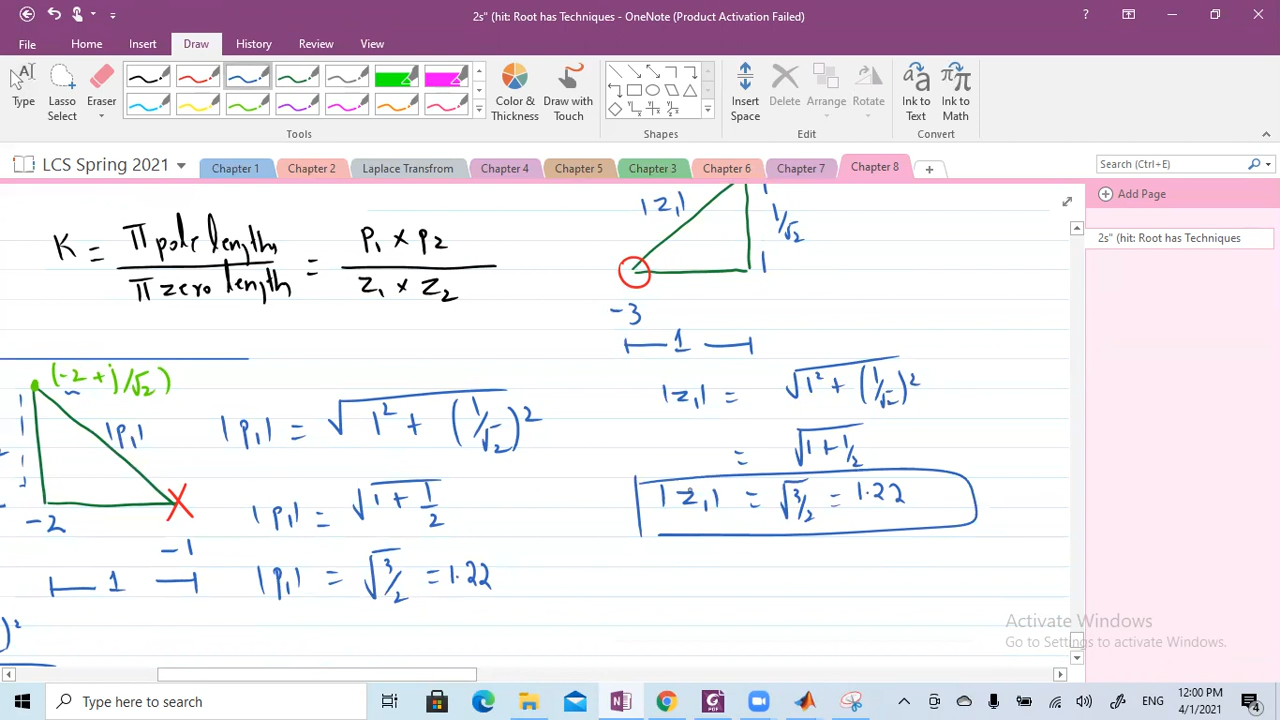 2s" (hit: Root has Techniques - OneNote (Product Activation Failed)
File Home Insert Draw History Review View
Type
Lasso Select
Eraser
Color & Thickness
Draw with Touch
Insert Space
Delete
Arrange
Rotate
Ink to Text
Ink to Math
Tools
Shapes
Edit
Convert
LCS Spring 2021
Chapter 1 Chapter 2 Laplace Transfrom Chapter 4 Chapter 5 Chapter 3 Chapter 6 Chapter 7 Chapter 8
Search (Ctrl+E)
Add Page
2s" (hit: Root has Techniques
K = π pole lengths / π zero length = P1 × P2 / Z1 × Z2
|z1|
1
1/√2
1
-3
1
(-2 + j 1/√2)
|p1|
-2
-1
1
)²
|p1| = √1² + (1/√2)²
|p1| = √1 + 1/2
|p1| = √3/2 = 1.22
|z1| = √1² + (1/√2)²
= √1 + 1/2
|z1| = √3/2 = 1.22
Activate Windows
Go to Settings to activate Windows.
Type here to search
ENG
12:00 PM
4/1/2021
4